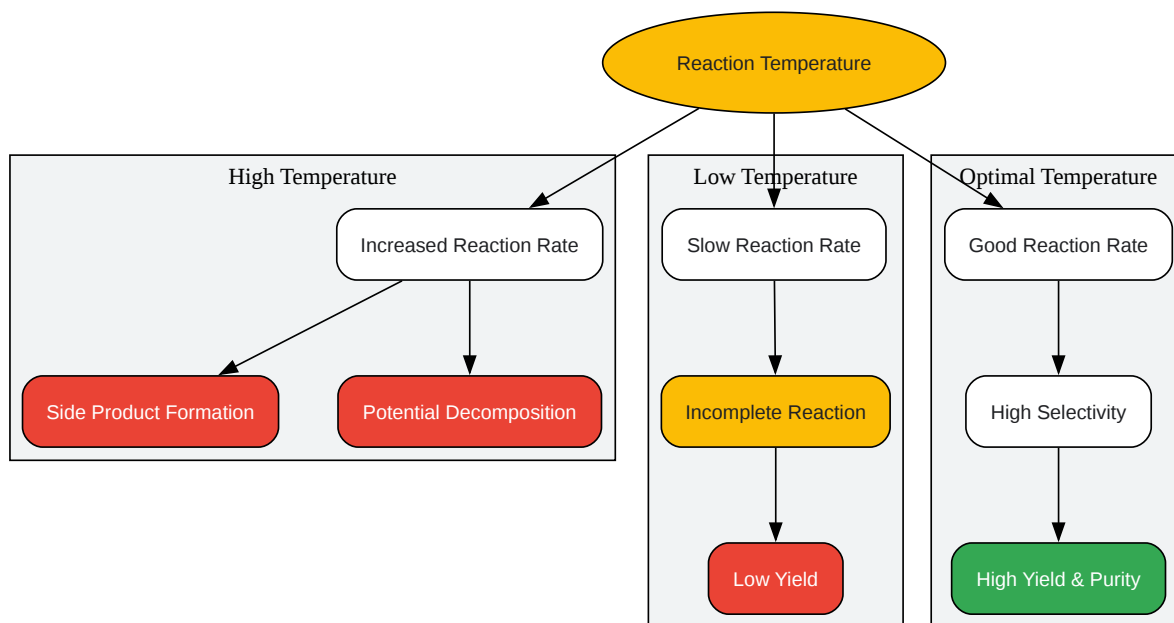 Reaction Temperature
High Temperature
Low Temperature
Optimal Temperature
Increased Reaction Rate
Slow Reaction Rate
Good Reaction Rate
Side Product Formation
Potential Decomposition
Incomplete Reaction
High Selectivity
Low Yield
High Yield & Purity